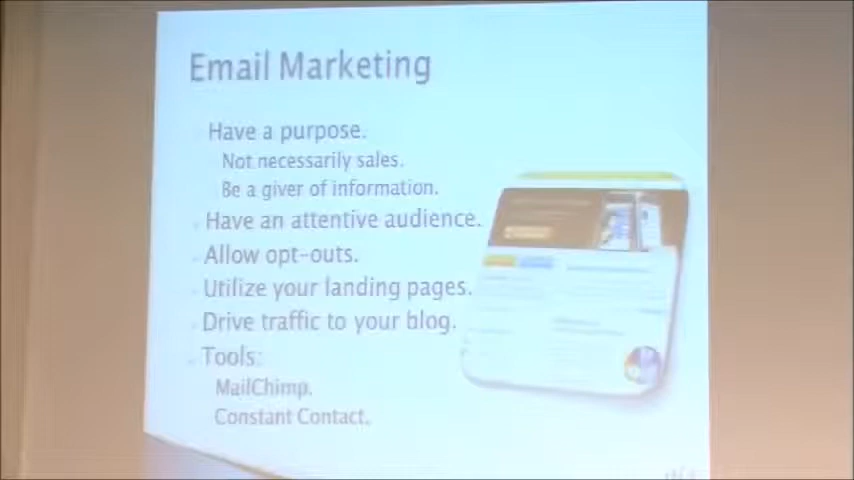 Email Marketing
Have a purpose.
Not necessarily sales.
Be a giver of information.
Have an attentive audience.
Allow opt-outs.
Utilize your landing pages.
Drive traffic to your blog.
Tools:
MailChimp.
Constant Contact.